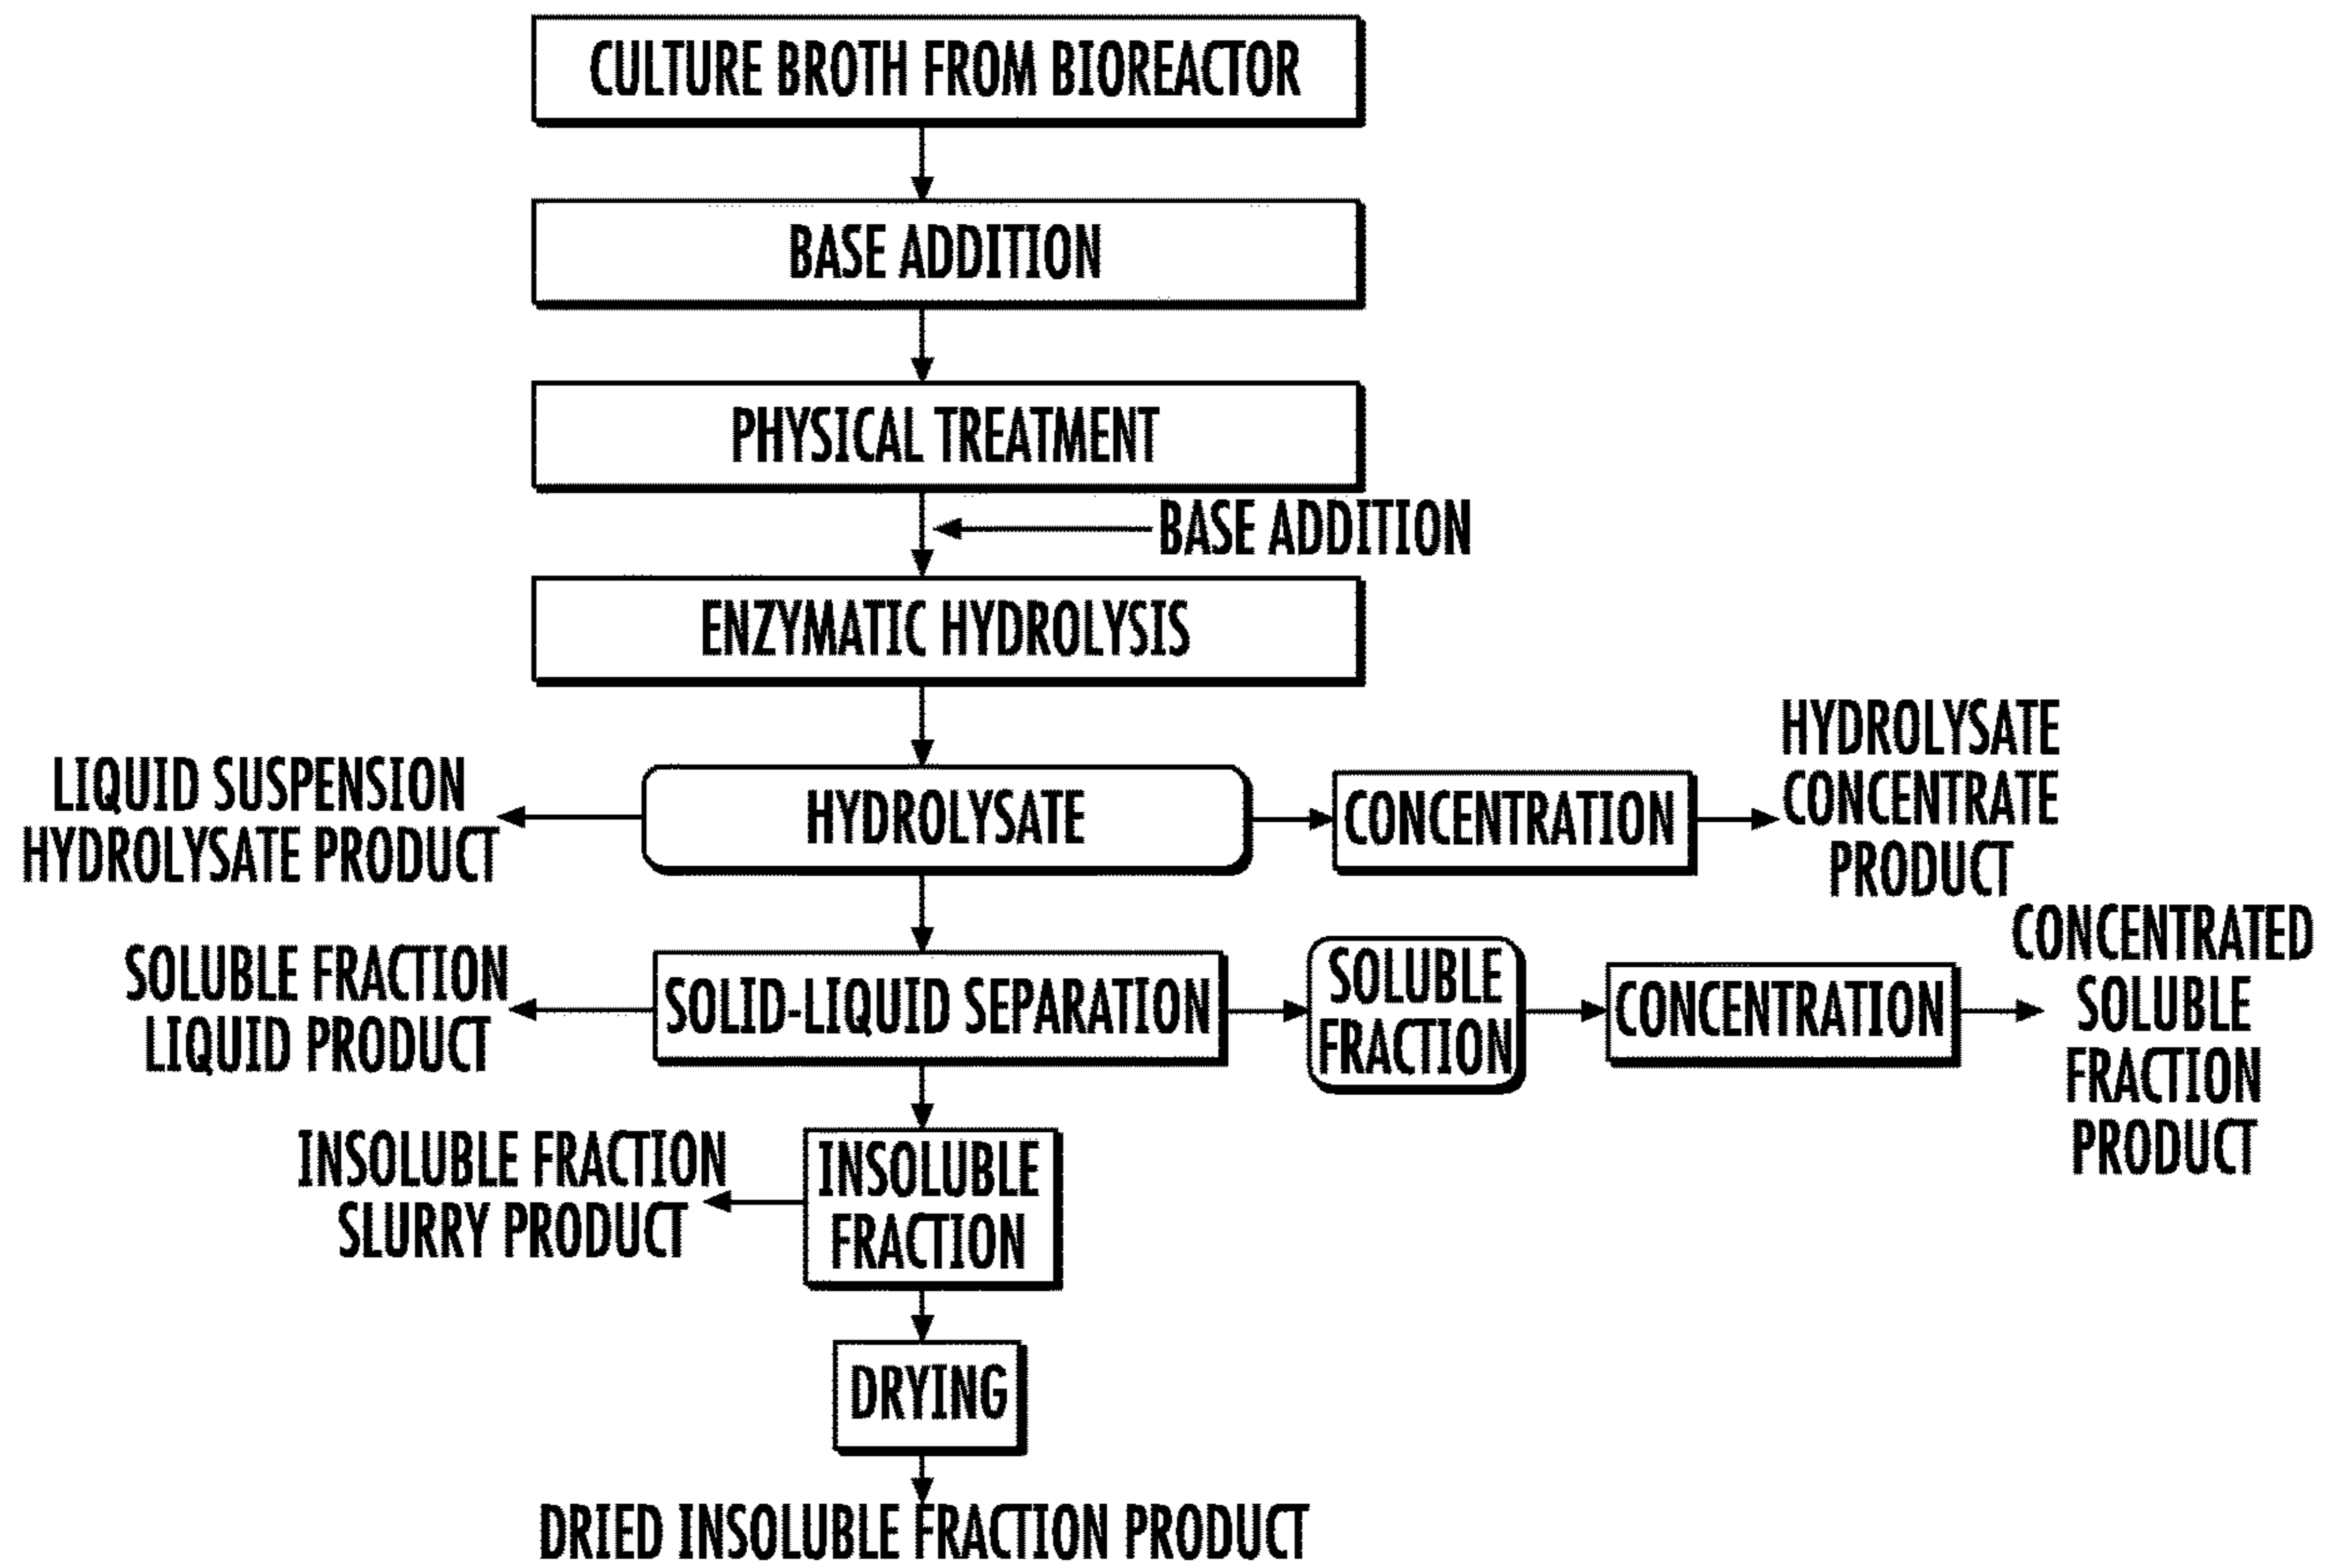 CULTURE BROTH FROM BIOREACTOR
BASE ADDITION
PHYSICAL TREATMENT
BASE ADDITION
ENZYMATIC HYDROLYSIS
LIQUID SUSPENSION
HYDROLYSATE PRODUCT
HYDROLYSATE
CONCENTRATION
HYDROLYSATE
CONCENTRATE
PRODUCT
SOLUBLE FRACTION
LIQUID PRODUCT
SOLID-LIQUID SEPARATION
SOLUBLE
FRACTION
CONCENTRATION
CONCENTRATED
SOLUBLE
FRACTION
PRODUCT
INSOLUBLE FRACTION
SLURRY PRODUCT
INSOLUBLE
FRACTION
DRYING
DRIED INSOLUBLE FRACTION PRODUCT